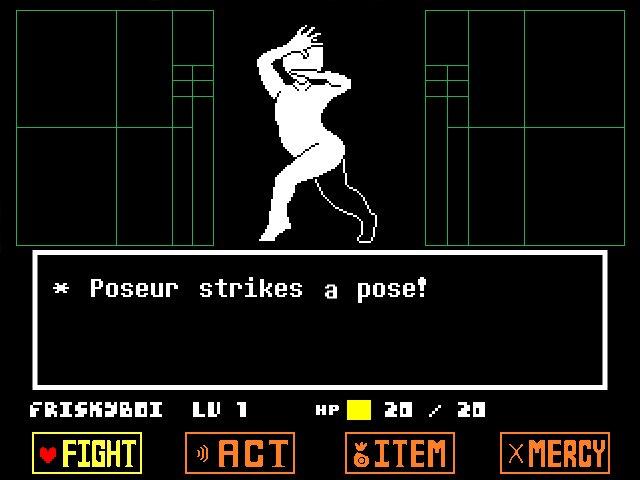 * Poseur strikes a pose!
FRISKYBOI LV 1 HP 20 / 20
FIGHT ACT ITEM MERCY